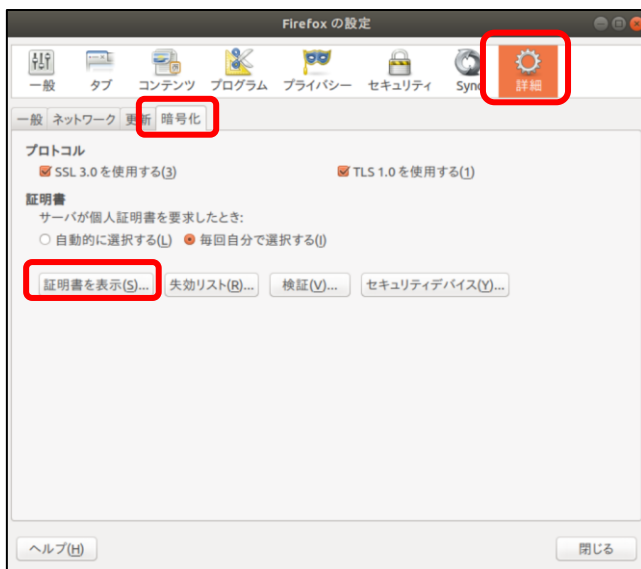 Firefox の設定
一般 タブ コンテンツ プログラム プライバシー セキュリティ Sync 詳細
一般 ネットワーク 更新 暗号化
プロトコル
SSL 3.0 を使用する(3) TLS 1.0 を使用する(1)
証明書
サーバが個人証明書を要求したとき:
自動的に選択する(L) 毎回自分で選択する(I)
証明書を表示(S)... 失効リスト(R)... 検証(V)... セキュリティデバイス(Y)...
ヘルプ(H) 閉じる